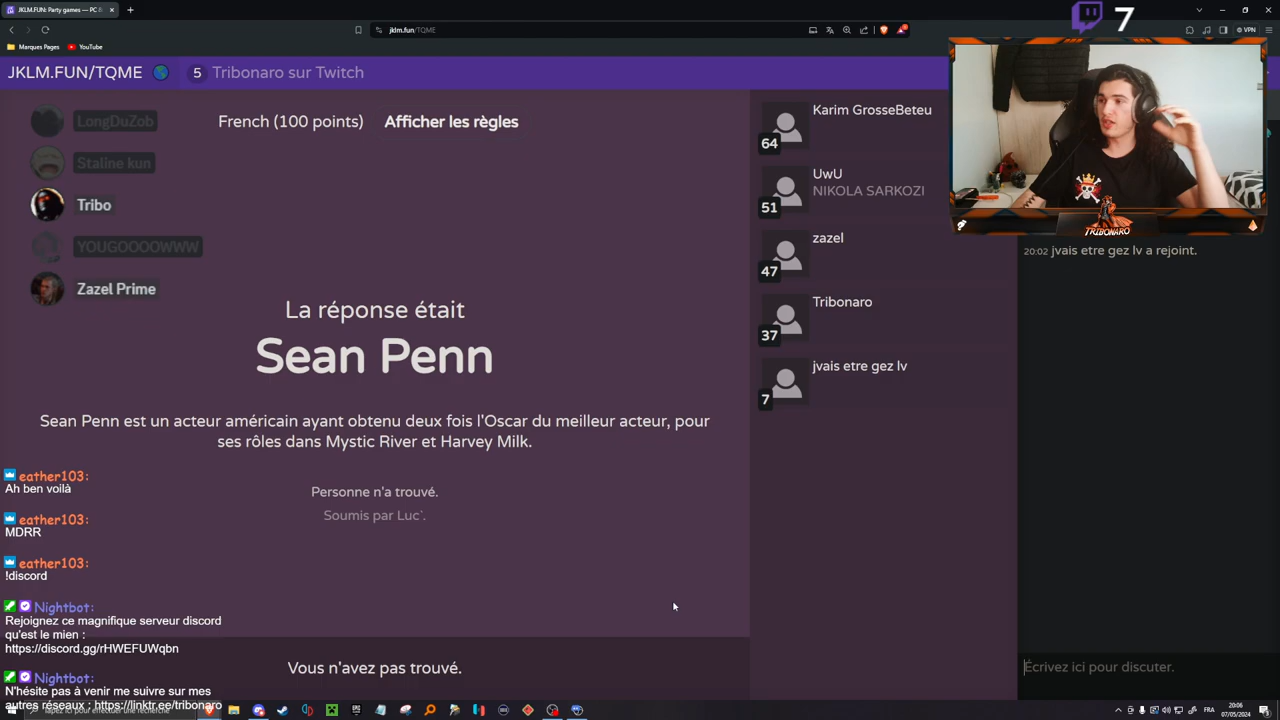 JKLM.FUN: Party games — PC B
7
jklm.fun/TQME
VPN
Marques Pages
YouTube
JKLM.FUN/TQME
5
Tribonaro sur Twitch
LongDuZob
Staline kun
Tribo
YOUGOOOOWWW
Zazel Prime
French (100 points)
Afficher les règles
La réponse était
Sean Penn
Sean Penn est un acteur américain ayant obtenu deux fois l'Oscar du meilleur acteur, pour
ses rôles dans Mystic River et Harvey Milk.
Personne n'a trouvé.
Soumis par Luc`.
Vous n'avez pas trouvé.
Karim GrosseBeteu
64
UwU
NIKOLA SARKOZI
51
zazel
47
Tribonaro
37
jvais etre gez lv
7
TRIBONARO
20:02 jvais etre gez lv a rejoint.
Écrivez ici pour discuter.
eather103:
Ah ben voilà
eather103:
MDRR
eather103:
!discord
Nightbot:
Rejoignez ce magnifique serveur discord
qu'est le mien :
https://discord.gg/rHWEFUWqbn
Nightbot:
N'hésite pas à venir me suivre sur mes
autres réseaux : https://linktr.ee/tribonaro
Tapez ici pour effectuer une recherche
FRA
20:06
07/05/2024